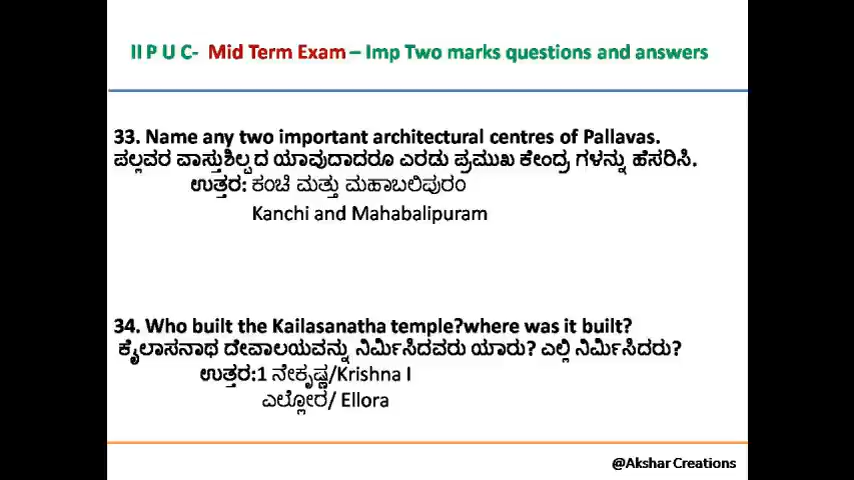 II P U C- Mid Term Exam – Imp Two marks questions and answers
33. Name any two important architectural centres of Pallavas.
ಪಲ್ಲವರ ವಾಸ್ತುಶಿಲ್ಪದ ಯಾವುದಾದರೂ ಎರಡು ಪ್ರಮುಖ ಕೇಂದ್ರಗಳನ್ನು ಹೆಸರಿಸಿ.
ಉತ್ತರ: ಕಂಚಿ ಮತ್ತು ಮಹಾಬಲಿಪುರಂ
Kanchi and Mahabalipuram
34. Who built the Kailasanatha temple?where was it built?
ಕೈಲಾಸನಾಥ ದೇವಾಲಯವನ್ನು ನಿರ್ಮಿಸಿದವರು ಯಾರು? ಎಲ್ಲಿ ನಿರ್ಮಿಸಿದರು?
ಉತ್ತರ:1 ನೇಕೃಷ್ಣ/Krishna I
ಎಲ್ಲೋರ/ Ellora
@Akshar Creations